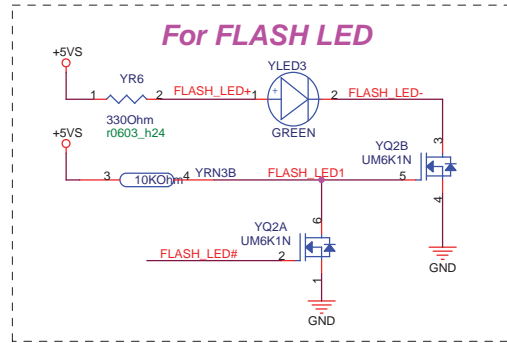 For FLASH LED
+5VS
YR6
YLED3
1
2
FLASH_LED+
1
+
2
FLASH_LED-
330Ohm
r0603_h24
GREEN
+5VS
YQ2B
UM6K1N
3
3
10KOhm
4
YRN3B
FLASH_LED1
5
4
YQ2A
UM6K1N
6
FLASH_LED#
2
1
GND
GND